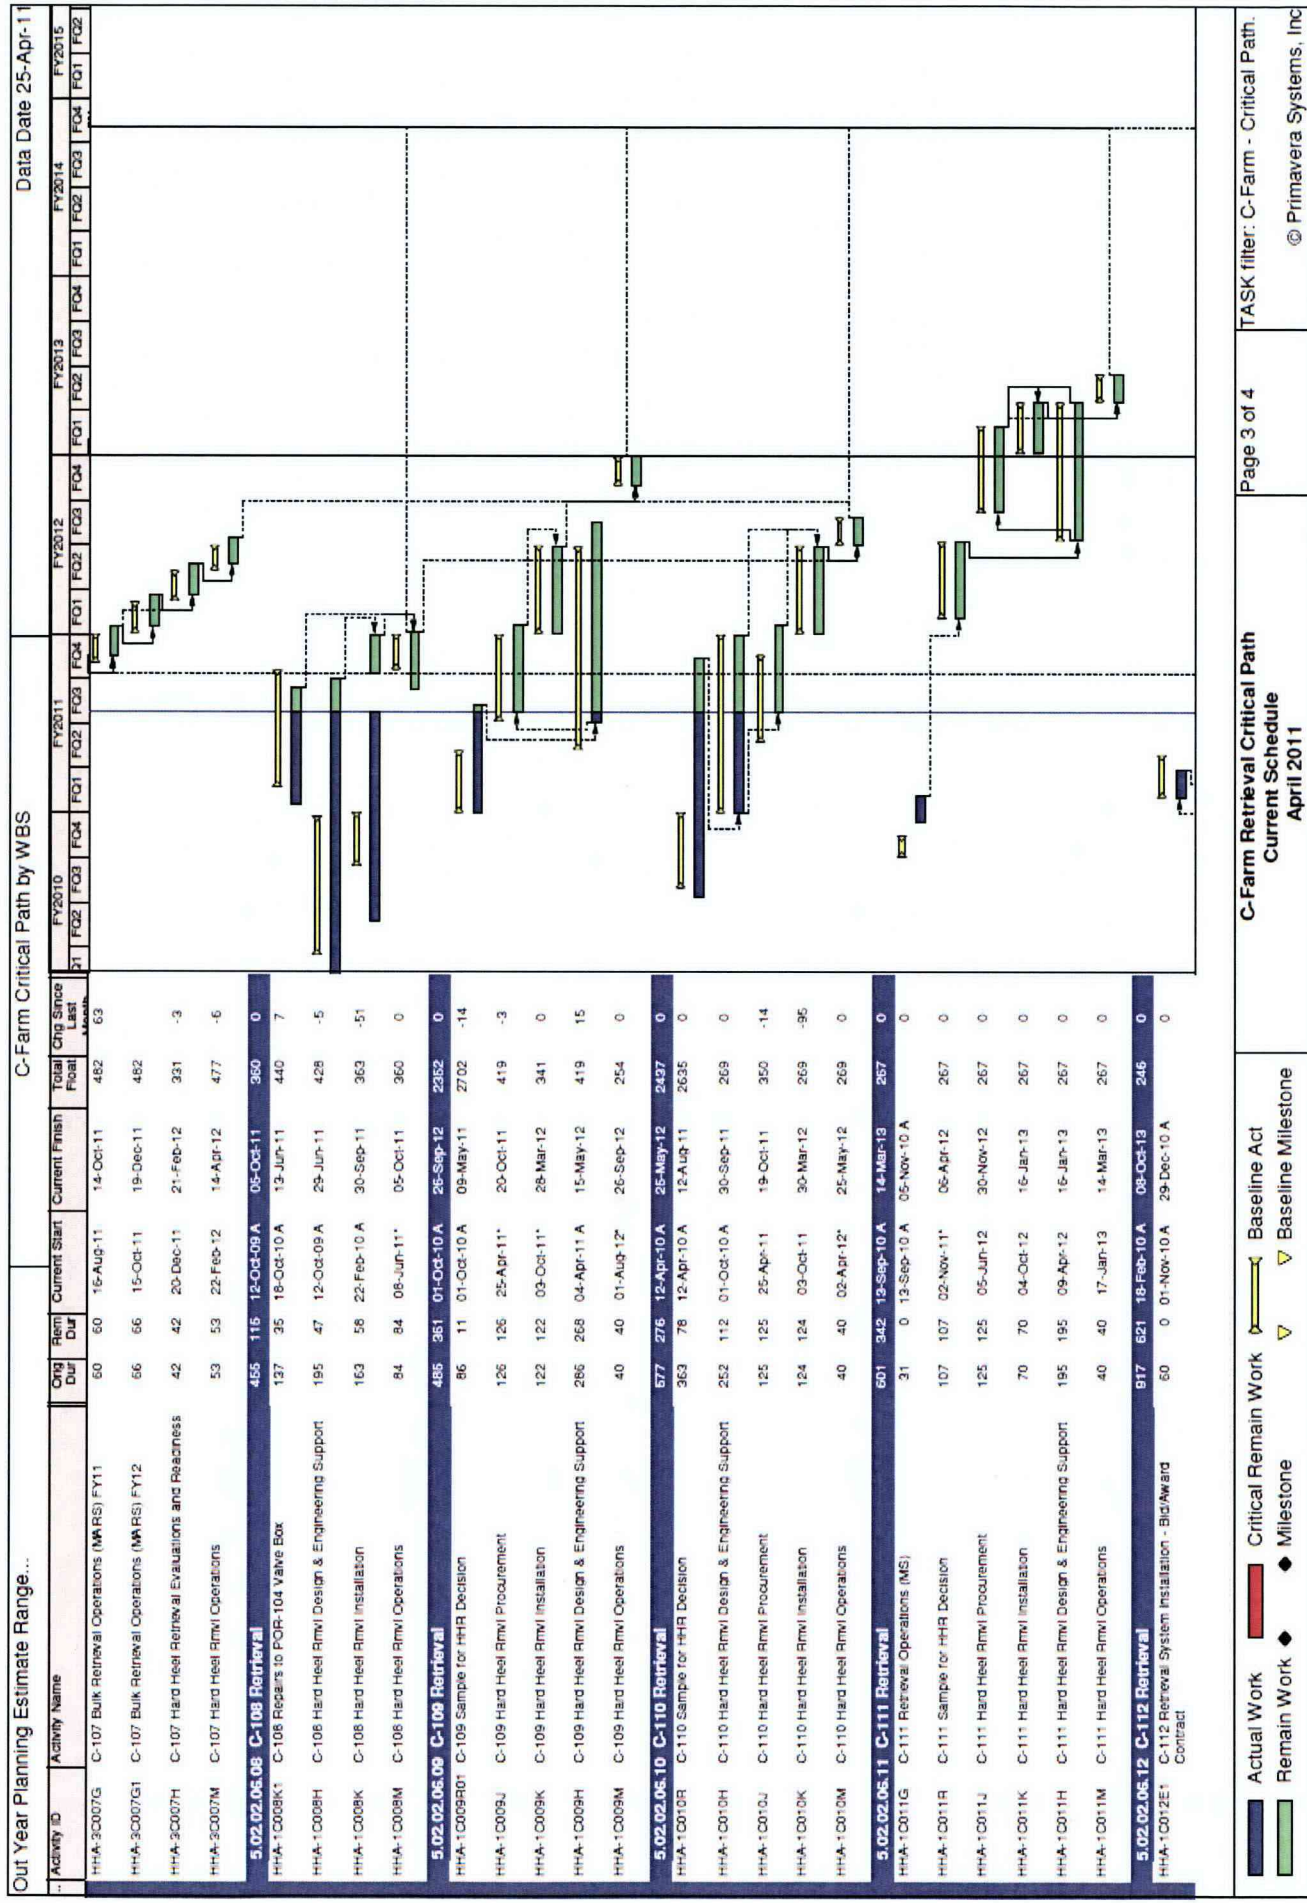 Out Year Planning Estimate Range...
C-Farm Critical Path by WBS
Data Date 25-Apr-11
.. Activity ID Activity Name Orig Dur Rem Dur Current Start Current Finish Total Float Chg Since Last Month
FY2010 FY2011 FY2012 FY2013 FY2014 FY2015
Q1 FQ2 FQ3 FQ4 FQ1 FQ2 FQ3 FQ4 FQ1 FQ2 FQ3 FQ4 FQ1 FQ2 FQ3 FQ4 FQ1 FQ2 FQ3 FQ4 FQ1 FQ2
HHA-3C007G C-107 Bulk Retrieval Operations (MARS) FY11 60 60 16-Aug-11 14-Oct-11 482 63
HHA-3C007G1 C-107 Bulk Retrieval Operations (MARS) FY12 66 66 15-Oct-11 19-Dec-11 482
HHA-3C007H C-107 Hard Heel Retrieval Evaluations and Readiness 42 42 20-Dec-11 21-Feb-12 331 -3
HHA-3C007M C-107 Hard Heel Rmvl Operations 53 53 22-Feb-12 14-Apr-12 477 -6
5.02.02.06.08 C-108 Retrieval 455 115 12-Oct-09 A 05-Oct-11 360 0
HHA-1C008K1 C-108 Repairs to POR-104 Valve Box 137 35 18-Oct-10 A 13-Jun-11 440 7
HHA-1C008H C-108 Hard Heel Rmvl Design & Engineering Support 195 47 12-Oct-09 A 29-Jun-11 428 -5
HHA-1C008K C-108 Hard Heel Rmvl Installation 163 58 22-Feb-10 A 30-Sep-11 363 -51
HHA-1C008M C-108 Hard Heel Rmvl Operations 84 84 08-Jun-11* 05-Oct-11 360 0
5.02.02.06.09 C-109 Retrieval 485 361 01-Oct-10 A 26-Sep-12 2352 0
HHA-1C009R01 C-109 Sample for HHR Decision 86 11 01-Oct-10 A 09-May-11 2702 -14
HHA-1C009J C-109 Hard Heel Rmvl Procurement 126 126 25-Apr-11* 20-Oct-11 419 -3
HHA-1C009K C-109 Hard Heel Rmvl Installation 122 122 03-Oct-11* 28-Mar-12 341 0
HHA-1C009H C-109 Hard Heel Rmvl Design & Engineering Support 286 268 04-Apr-11 A 15-May-12 419 15
HHA-1C009M C-109 Hard Heel Rmvl Operations 40 40 01-Aug-12* 26-Sep-12 254 0
5.02.02.06.10 C-110 Retrieval 577 276 12-Apr-10 A 25-May-12 2437 0
HHA-1C010R C-110 Sample for HHR Decision 363 78 12-Apr-10 A 12-Aug-11 2635 0
HHA-1C010H C-110 Hard Heel Rmvl Design & Engineering Support 252 112 01-Oct-10 A 30-Sep-11 269 0
HHA-1C010J C-110 Hard Heel Rmvl Procurement 125 125 25-Apr-11 19-Oct-11 350 -14
HHA-1C010K C-110 Hard Heel Rmvl Installation 124 124 03-Oct-11 30-Mar-12 269 -95
HHA-1C010M C-110 Hard Heel Rmvl Operations 40 40 02-Apr-12* 25-May-12 269 0
5.02.02.06.11 C-111 Retrieval 601 342 13-Sep-10 A 14-Mar-13 267 0
HHA-1C011G C-111 Retrieval Operations (MS) 31 0 13-Sep-10 A 05-Nov-10 A 0
HHA-1C011R C-111 Sample for HHR Decision 107 107 02-Nov-11* 06-Apr-12 267 0
HHA-1C011J C-111 Hard Heel Rmvl Procurement 125 125 05-Jun-12 30-Nov-12 267 0
HHA-1C011K C-111 Hard Heel Rmvl Installation 70 70 04-Oct-12 16-Jan-13 267 0
HHA-1C011H C-111 Hard Heel Rmvl Design & Engineering Support 195 195 09-Apr-12 16-Jan-13 267 0
HHA-1C011M C-111 Hard Heel Rmvl Operations 40 40 17-Jan-13 14-Mar-13 267 0
5.02.02.06.12 C-112 Retrieval 917 621 18-Feb-10 A 08-Oct-13 246 0
HHA-1C012E1 C-112 Retrieval System Installation - Bid/Award Contract 60 0 01-Nov-10 A 29-Dec-10 A 0
Actual Work Critical Remain Work Baseline Act
Remain Work Milestone Baseline Milestone
C-Farm Retrieval Critical Path
Current Schedule
April 2011
Page 3 of 4
TASK filter: C-Farm - Critical Path.
© Primavera Systems, Inc